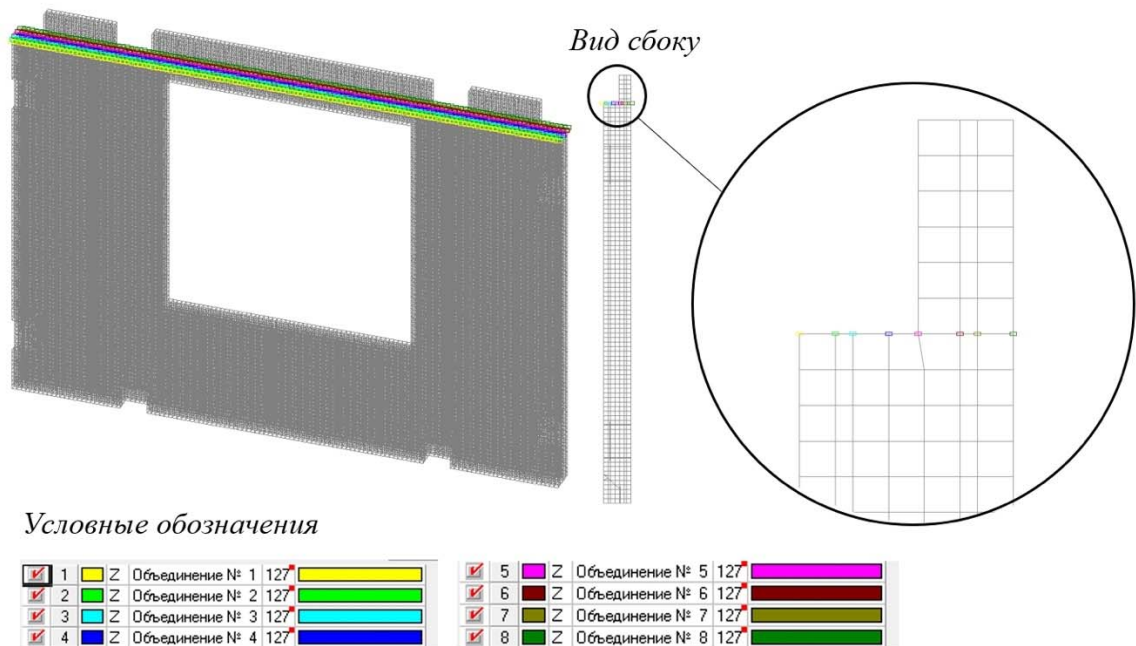 Вид сбоку
Условные обозначения
1 Z Объединение № 1 127
2 Z Объединение № 2 127
3 Z Объединение № 3 127
4 Z Объединение № 4 127
5 Z Объединение № 5 127
6 Z Объединение № 6 127
7 Z Объединение № 7 127
8 Z Объединение № 8 127